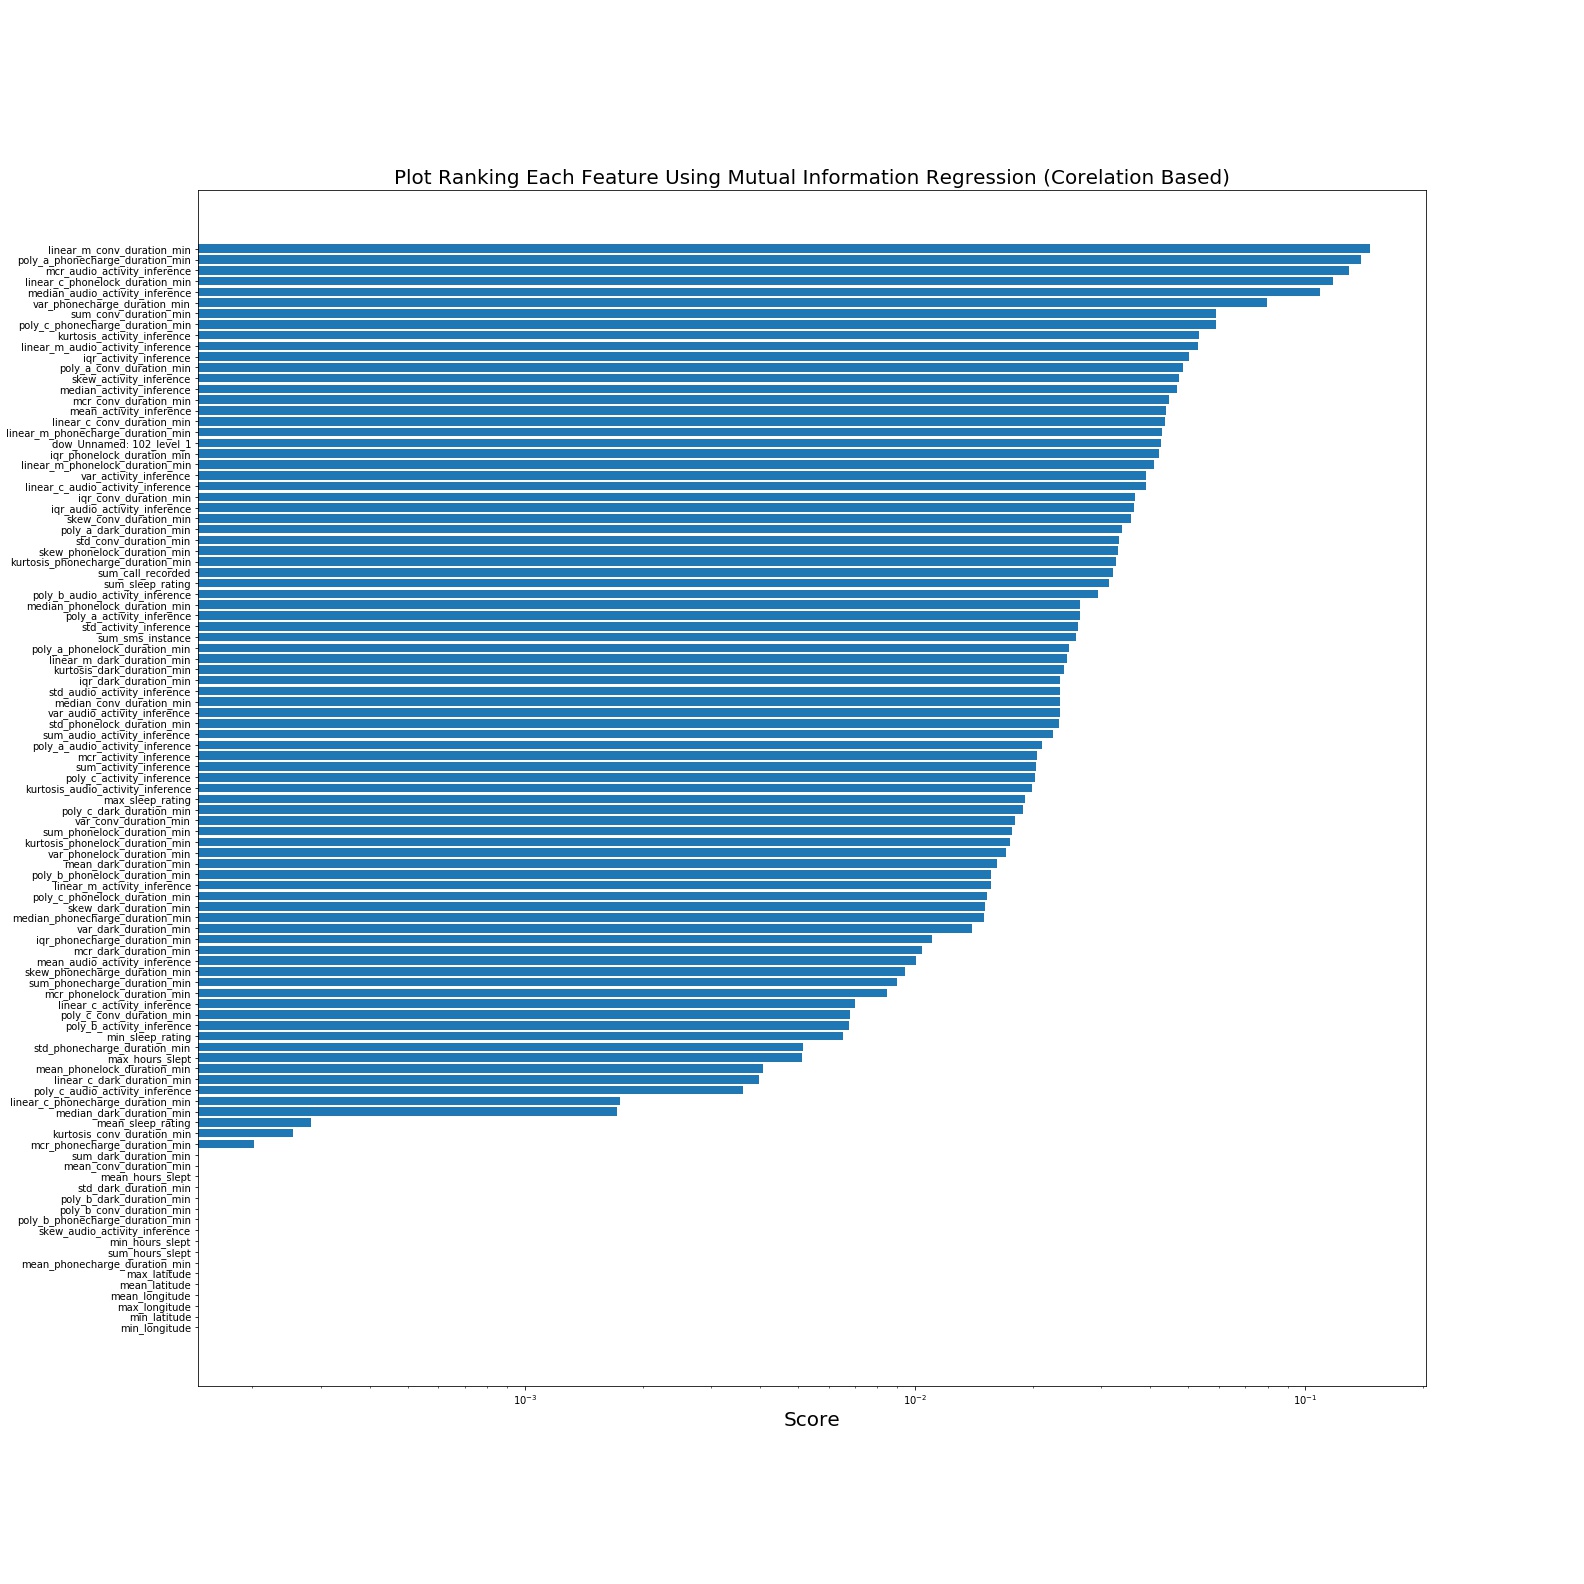 Plot Ranking Each Feature Using Mutual Information Regression (Corelation Based)
linear_m_conv_duration_min
poly_a_phonecharge_duration_min
mcr_audio_activity_inference
linear_c_phonelock_duration_min
median_audio_activity_inference
var_phonecharge_duration_min
sum_conv_duration_min
poly_c_phonecharge_duration_min
kurtosis_activity_inference
linear_m_audio_activity_inference
iqr_activity_inference
poly_a_conv_duration_min
skew_activity_inference
median_activity_inference
mcr_conv_duration_min
mean_activity_inference
linear_c_conv_duration_min
linear_m_phonecharge_duration_min
dow_Unnamed: 102_level_1
iqr_phonelock_duration_min
linear_m_phonelock_duration_min
var_activity_inference
linear_c_audio_activity_inference
iqr_conv_duration_min
iqr_audio_activity_inference
skew_conv_duration_min
poly_a_dark_duration_min
std_conv_duration_min
skew_phonelock_duration_min
kurtosis_phonecharge_duration_min
sum_call_recorded
sum_sleep_rating
poly_b_audio_activity_inference
median_phonelock_duration_min
poly_a_activity_inference
std_activity_inference
sum_sms_instance
poly_a_phonelock_duration_min
linear_m_dark_duration_min
kurtosis_dark_duration_min
iqr_dark_duration_min
std_audio_activity_inference
median_conv_duration_min
var_audio_activity_inference
std_phonelock_duration_min
sum_audio_activity_inference
poly_a_audio_activity_inference
mcr_activity_inference
sum_activity_inference
poly_c_activity_inference
kurtosis_audio_activity_inference
max_sleep_rating
poly_c_dark_duration_min
var_conv_duration_min
sum_phonelock_duration_min
kurtosis_phonelock_duration_min
var_phonelock_duration_min
mean_dark_duration_min
poly_b_phonelock_duration_min
linear_m_activity_inference
poly_c_phonelock_duration_min
skew_dark_duration_min
median_phonecharge_duration_min
var_dark_duration_min
iqr_phonecharge_duration_min
mcr_dark_duration_min
mean_audio_activity_inference
skew_phonecharge_duration_min
sum_phonecharge_duration_min
mcr_phonelock_duration_min
linear_c_activity_inference
poly_c_conv_duration_min
poly_b_activity_inference
min_sleep_rating
std_phonecharge_duration_min
max_hours_slept
mean_phonelock_duration_min
linear_c_dark_duration_min
poly_c_audio_activity_inference
linear_c_phonecharge_duration_min
median_dark_duration_min
mean_sleep_rating
kurtosis_conv_duration_min
mcr_phonecharge_duration_min
sum_dark_duration_min
mean_conv_duration_min
mean_hours_slept
std_dark_duration_min
poly_b_dark_duration_min
poly_b_conv_duration_min
poly_b_phonecharge_duration_min
skew_audio_activity_inference
min_hours_slept
sum_hours_slept
mean_phonecharge_duration_min
max_latitude
mean_latitude
mean_longitude
max_longitude
min_latitude
min_longitude
10⁻³ 10⁻² 10⁻¹
Score